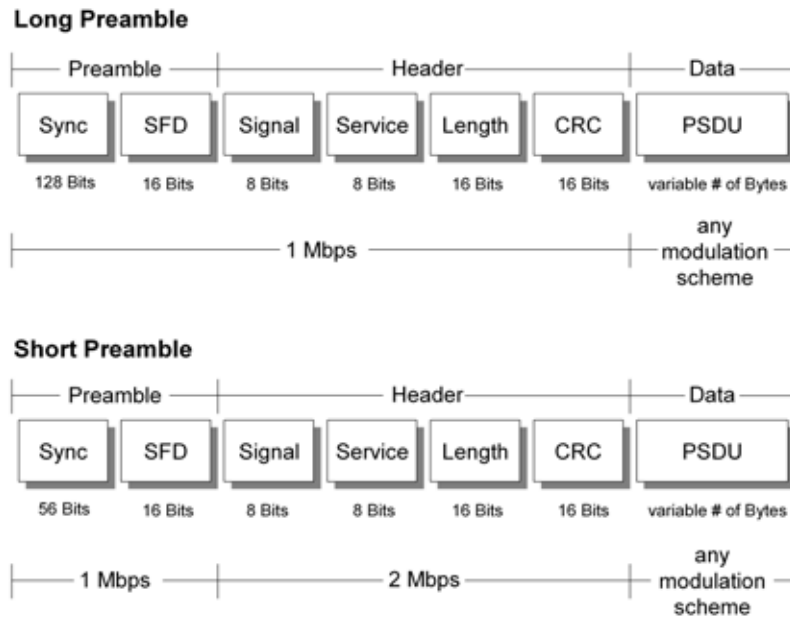 Long Preamble
Preamble Header Data
Sync SFD Signal Service Length CRC PSDU
128 Bits 16 Bits 8 Bits 8 Bits 16 Bits 16 Bits variable # of Bytes
1 Mbps any modulation scheme
Short Preamble
Preamble Header Data
Sync SFD Signal Service Length CRC PSDU
56 Bits 16 Bits 8 Bits 8 Bits 16 Bits 16 Bits variable # of Bytes
1 Mbps 2 Mbps any modulation scheme